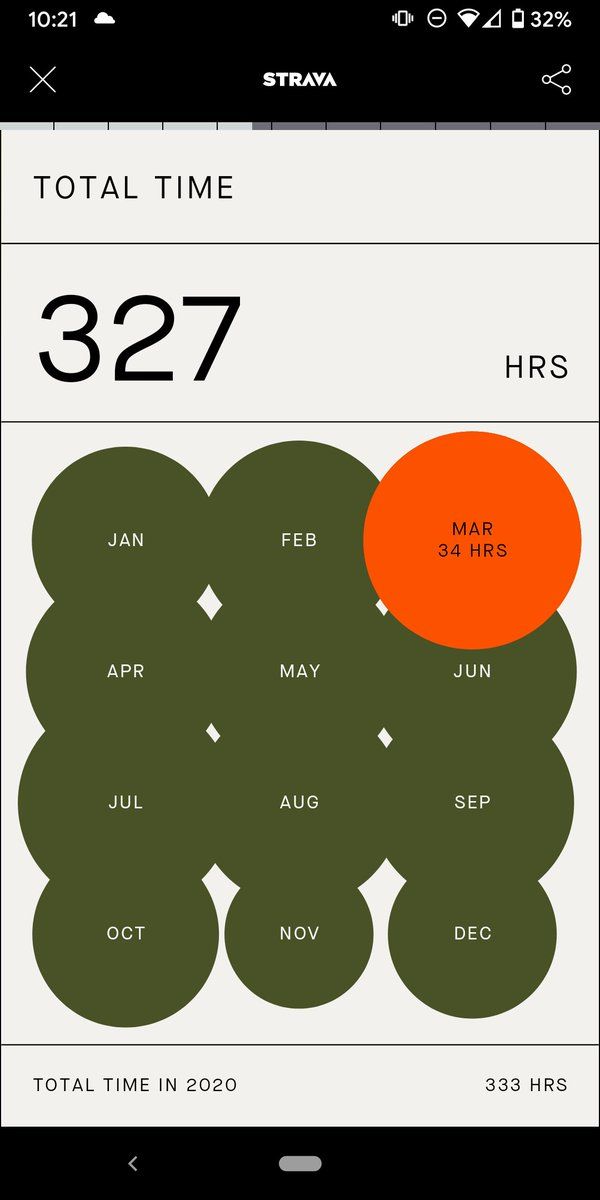 10:21 32%
STRAVA
TOTAL TIME
327 HRS
JAN FEB MAR
34 HRS
APR MAY JUN
JUL AUG SEP
OCT NOV DEC
TOTAL TIME IN 2020 333 HRS